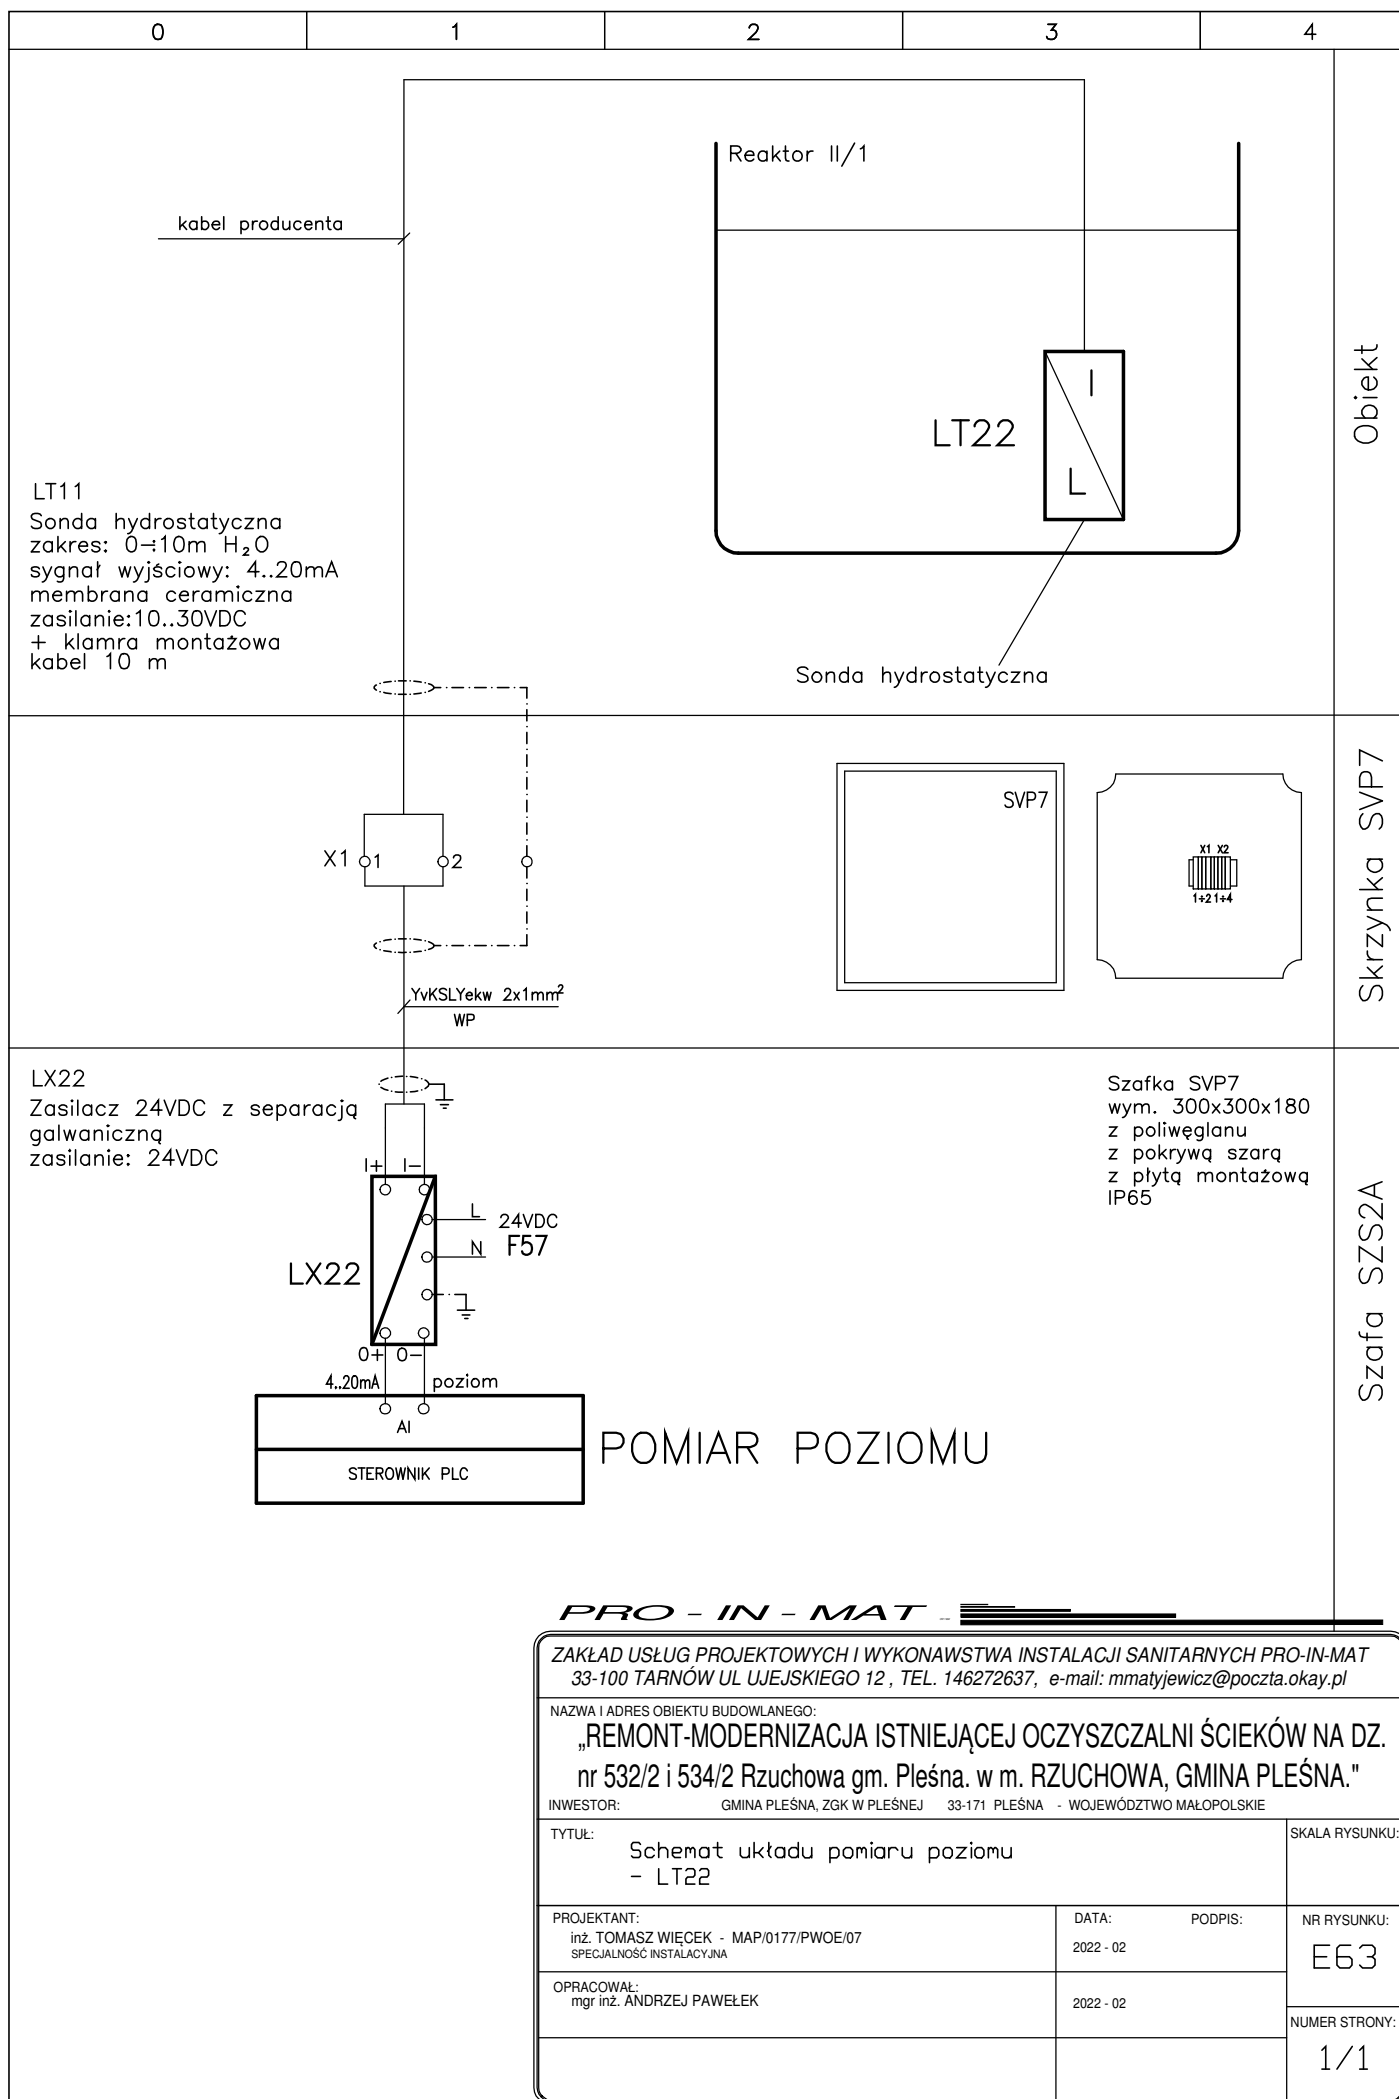 0 1 2 3 4
Reaktor II/1
kabel producenta
I
LT22
L
Obiekt
LT11
Sonda hydrostatyczna
zakres: 0÷10m H₂O
sygnał wyjściowy: 4..20mA
membrana ceramiczna
zasilanie:10..30VDC
+ klamra montażowa
kabel 10 m
Sonda hydrostatyczna
SVP7
X1 1 2
X1 X2
1÷2 1÷4
Skrzynka SVP7
YvKSLYekw 2x1mm²
WP
LX22
Zasilacz 24VDC z separacją
galwaniczną
zasilanie: 24VDC
Szafka SVP7
wym. 300x300x180
z poliwęglanu
z pokrywą szarą
z płytą montażową
IP65
I+ I-
L 24VDC
N F57
LX22
Szafa SZS2A
0+ 0-
4..20mA poziom
AI
STEROWNIK PLC
POMIAR POZIOMU
PRO - IN - MAT
ZAKŁAD USŁUG PROJEKTOWYCH I WYKONAWSTWA INSTALACJI SANITARNYCH PRO-IN-MAT
33-100 TARNÓW UL UJEJSKIEGO 12 , TEL. 146272637, e-mail: mmatyjewicz@poczta.okay.pl
NAZWA I ADRES OBIEKTU BUDOWLANEGO:
„REMONT-MODERNIZACJA ISTNIEJĄCEJ OCZYSZCZALNI ŚCIEKÓW NA DZ.
nr 532/2 i 534/2 Rzuchowa gm. Pleśna. w m. RZUCHOWA, GMINA PLEŚNA."
INWESTOR: GMINA PLEŚNA, ZGK W PLEŚNEJ 33-171 PLEŚNA - WOJEWÓDZTWO MAŁOPOLSKIE
TYTUŁ:
Schemat układu pomiaru poziomu
- LT22
SKALA RYSUNKU:
PROJEKTANT:
inż. TOMASZ WIĘCEK - MAP/0177/PWOE/07
SPECJALNOŚĆ INSTALACYJNA
DATA: PODPIS:
2022 - 02
NR RYSUNKU:
E63
OPRACOWAŁ:
mgr inż. ANDRZEJ PAWEŁEK
2022 - 02
NUMER STRONY:
1/1